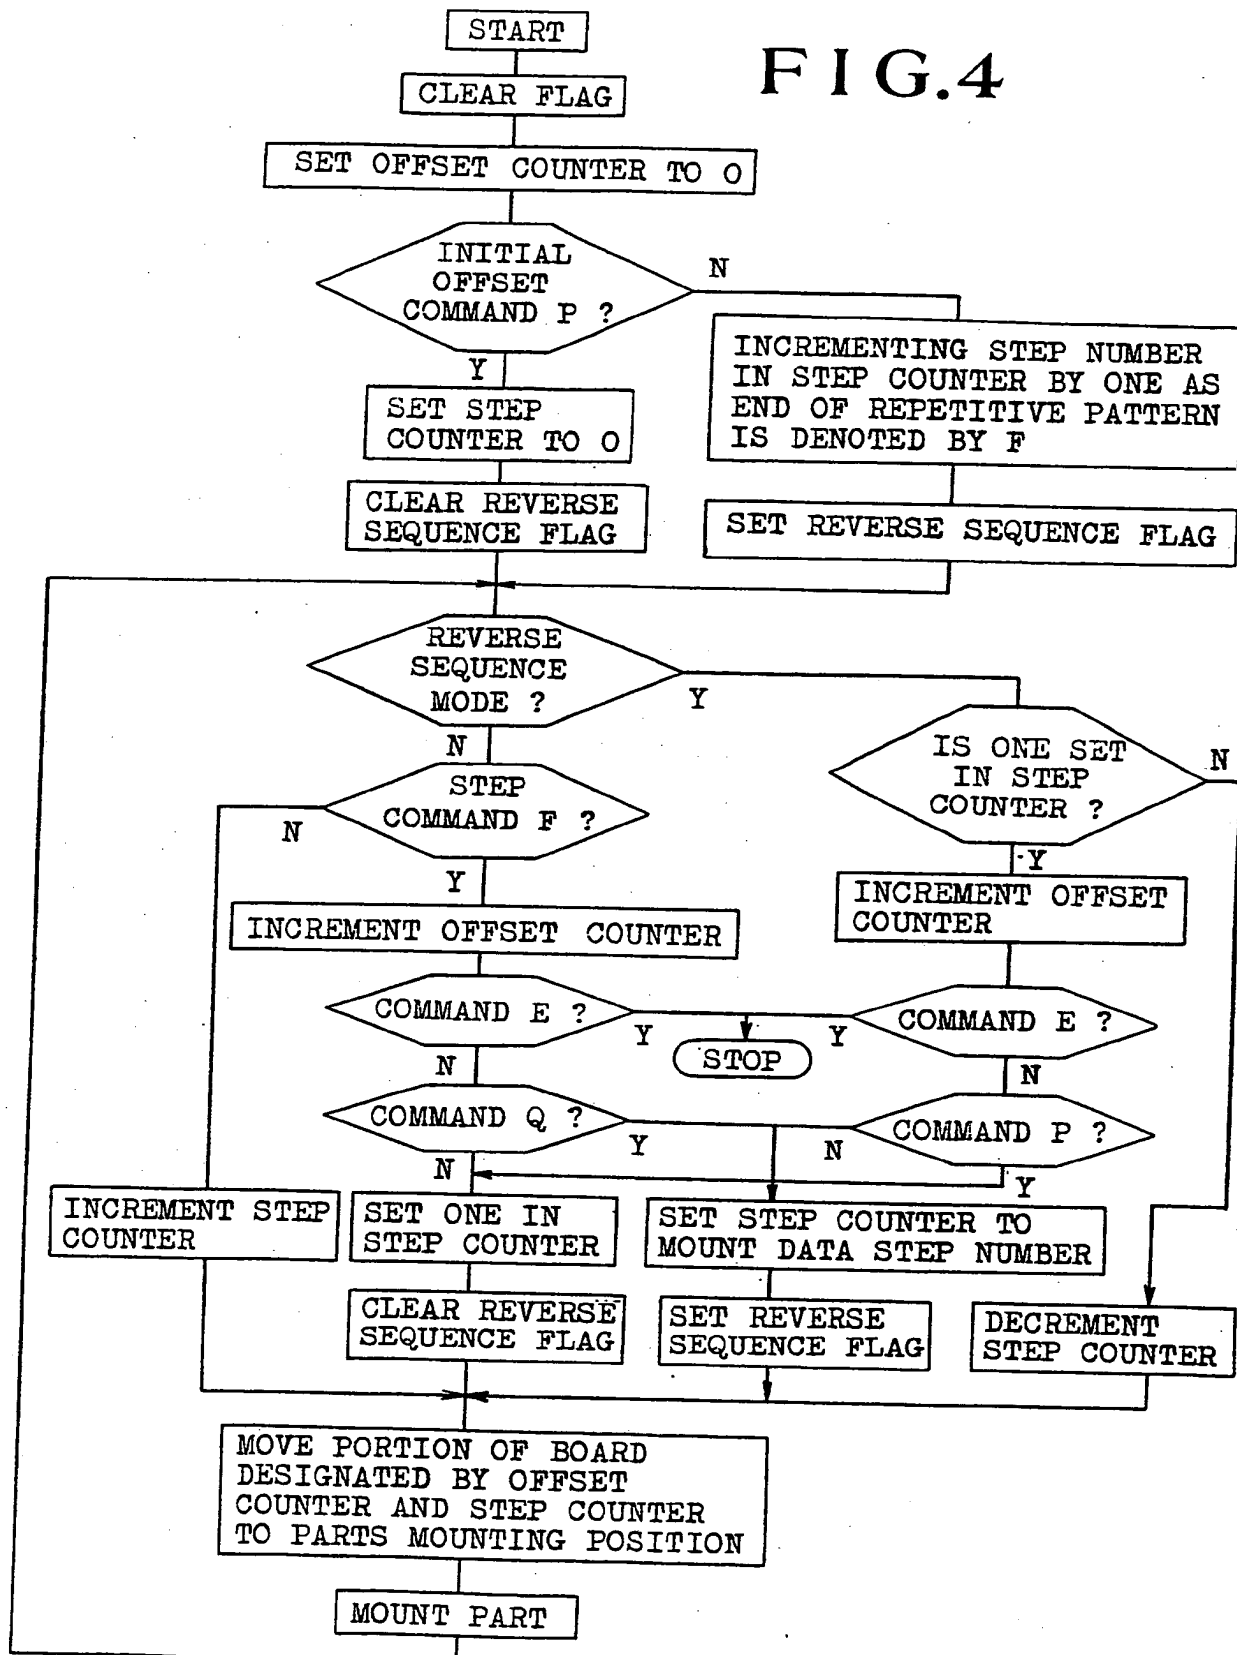 START
FIG.4
CLEAR FLAG
SET OFFSET COUNTER TO 0
INITIAL
OFFSET
COMMAND P ?
N
Y
INCREMENTING STEP NUMBER
IN STEP COUNTER BY ONE AS
END OF REPETITIVE PATTERN
IS DENOTED BY F
SET STEP
COUNTER TO 0
CLEAR REVERSE
SEQUENCE FLAG
SET REVERSE SEQUENCE FLAG
REVERSE
SEQUENCE
MODE ?
Y
N
IS ONE SET
IN STEP
COUNTER ?
N
Y
STEP
COMMAND F ?
N
Y
INCREMENT OFFSET
COUNTER
INCREMENT OFFSET COUNTER
COMMAND E ?
Y
N
STOP
COMMAND E ?
Y
N
COMMAND Q ?
Y
N
COMMAND P ?
N
Y
INCREMENT STEP
COUNTER
SET ONE IN
STEP COUNTER
SET STEP COUNTER TO
MOUNT DATA STEP NUMBER
CLEAR REVERSE
SEQUENCE FLAG
SET REVERSE
SEQUENCE FLAG
DECREMENT
STEP COUNTER
MOVE PORTION OF BOARD
DESIGNATED BY OFFSET
COUNTER AND STEP COUNTER
TO PARTS MOUNTING POSITION
MOUNT PART